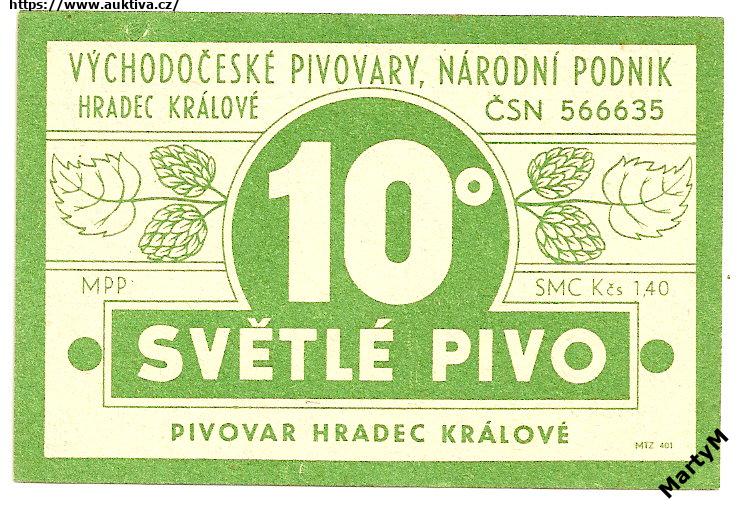 https://www.auktiva.cz/
VÝCHODOČESKÉ PIVOVARY, NÁRODNÍ PODNIK
HRADEC KRÁLOVÉ ČSN 566635
10°
MPP SMC Kčs 1,40
SVĚTLÉ PIVO
PIVOVAR HRADEC KRÁLOVÉ
MTZ 401
MartyM